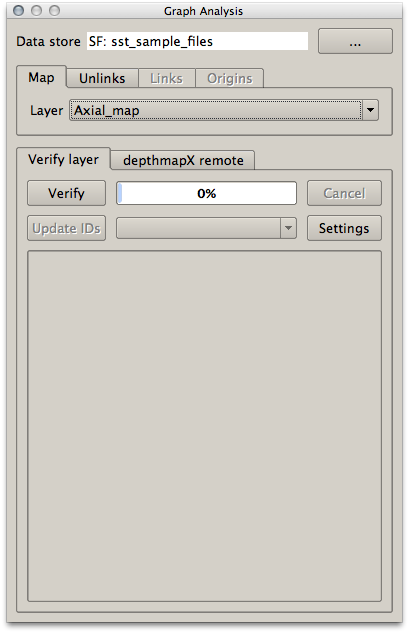 Graph Analysis
Data store SF: sst_sample_files ...
Map Unlinks Links Origins
Layer Axial_map
Verify layer depthmapX remote
Verify 0% Cancel
Update IDs Settings